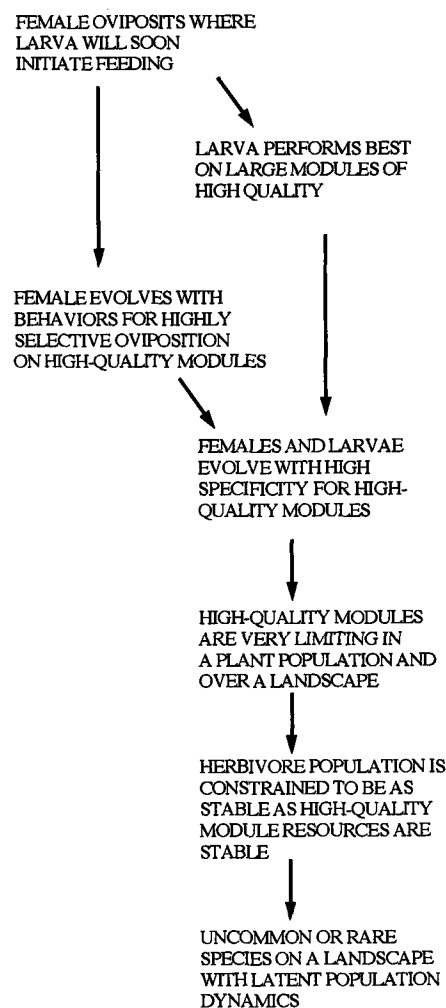 FEMALE OVIPOSITS WHERE
LARVA WILL SOON
INITIATE FEEDING
LARVA PERFORMS BEST
ON LARGE MODULES OF
HIGH QUALITY
FEMALE EVOLVES WITH
BEHAVIORS FOR HIGHLY
SELECTIVE OVIPOSITION
ON HIGH-QUALITY MODULES
FEMALES AND LARVAE
EVOLVE WITH HIGH
SPECIFICITY FOR HIGH-
QUALITY MODULES
HIGH-QUALITY MODULES
ARE VERY LIMITING IN
A PLANT POPULATION AND
OVER A LANDSCAPE
HERBIVORE POPULATION IS
CONSTRAINED TO BE AS
STABLE AS HIGH-QUALITY
MODULE RESOURCES ARE
STABLE
UNCOMMON OR RARE
SPECIES ON A LANDSCAPE
WITH LATENT POPULATION
DYNAMICS